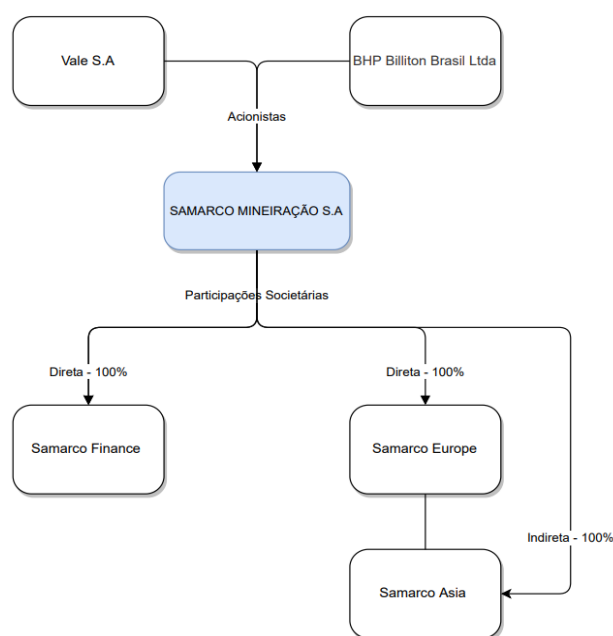 Vale S.A
BHP Billiton Brasil Ltda
Acionistas
SAMARCO MINEIRAÇÃO S.A
Participações Societárias
Direta - 100%
Direta - 100%
Samarco Finance
Samarco Europe
Indireta - 100%
Samarco Asia